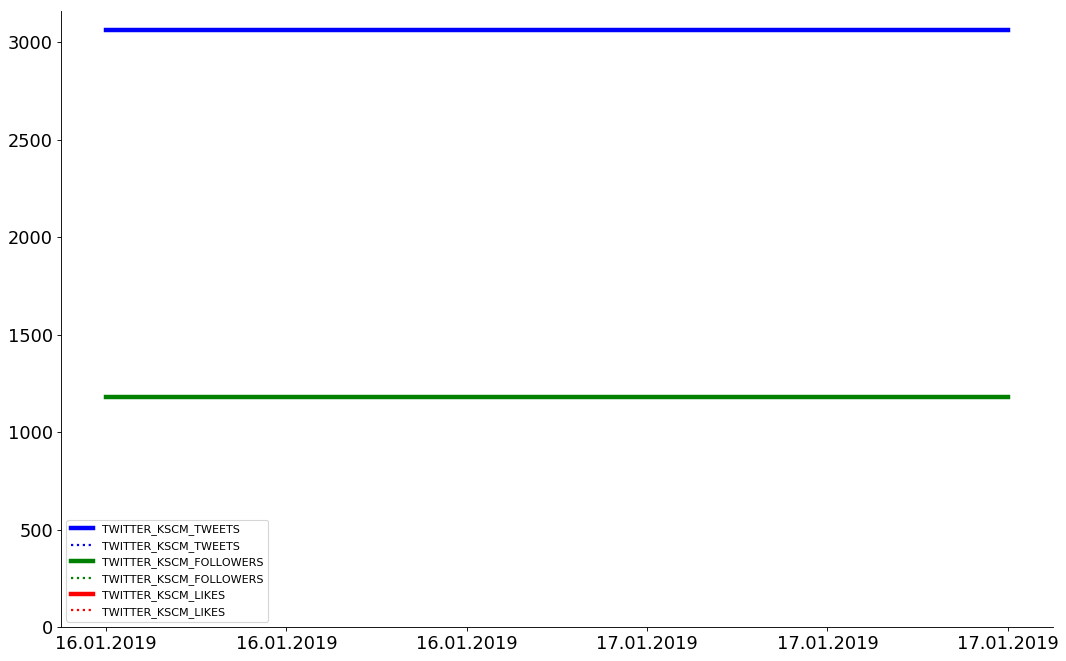 3000
2500
2000
1500
1000
500
0
TWITTER_KSCM_TWEETS
TWITTER_KSCM_TWEETS
TWITTER_KSCM_FOLLOWERS
TWITTER_KSCM_FOLLOWERS
TWITTER_KSCM_LIKES
TWITTER_KSCM_LIKES
16.01.2019 16.01.2019 16.01.2019 17.01.2019 17.01.2019 17.01.2019